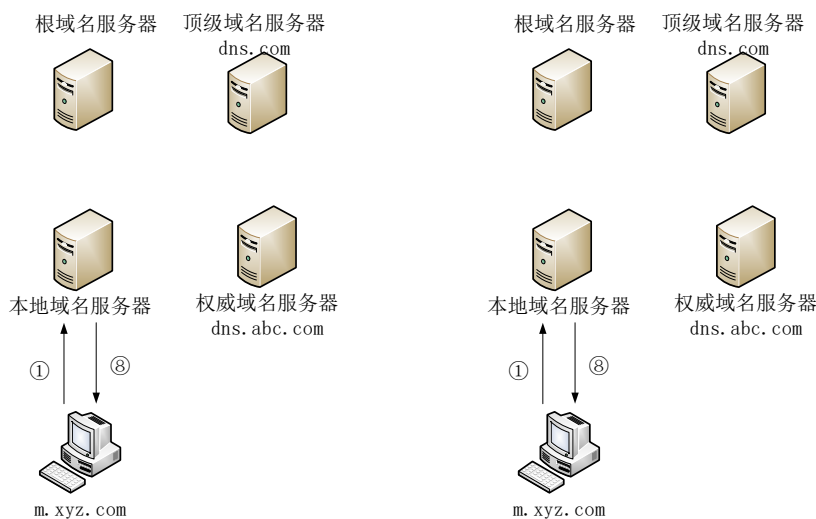 根域名服务器
顶级域名服务器
dns.com
本地域名服务器
权威域名服务器
dns.abc.com
①
⑧
m.xyz.com
根域名服务器
顶级域名服务器
dns.com
本地域名服务器
权威域名服务器
dns.abc.com
①
⑧
m.xyz.com